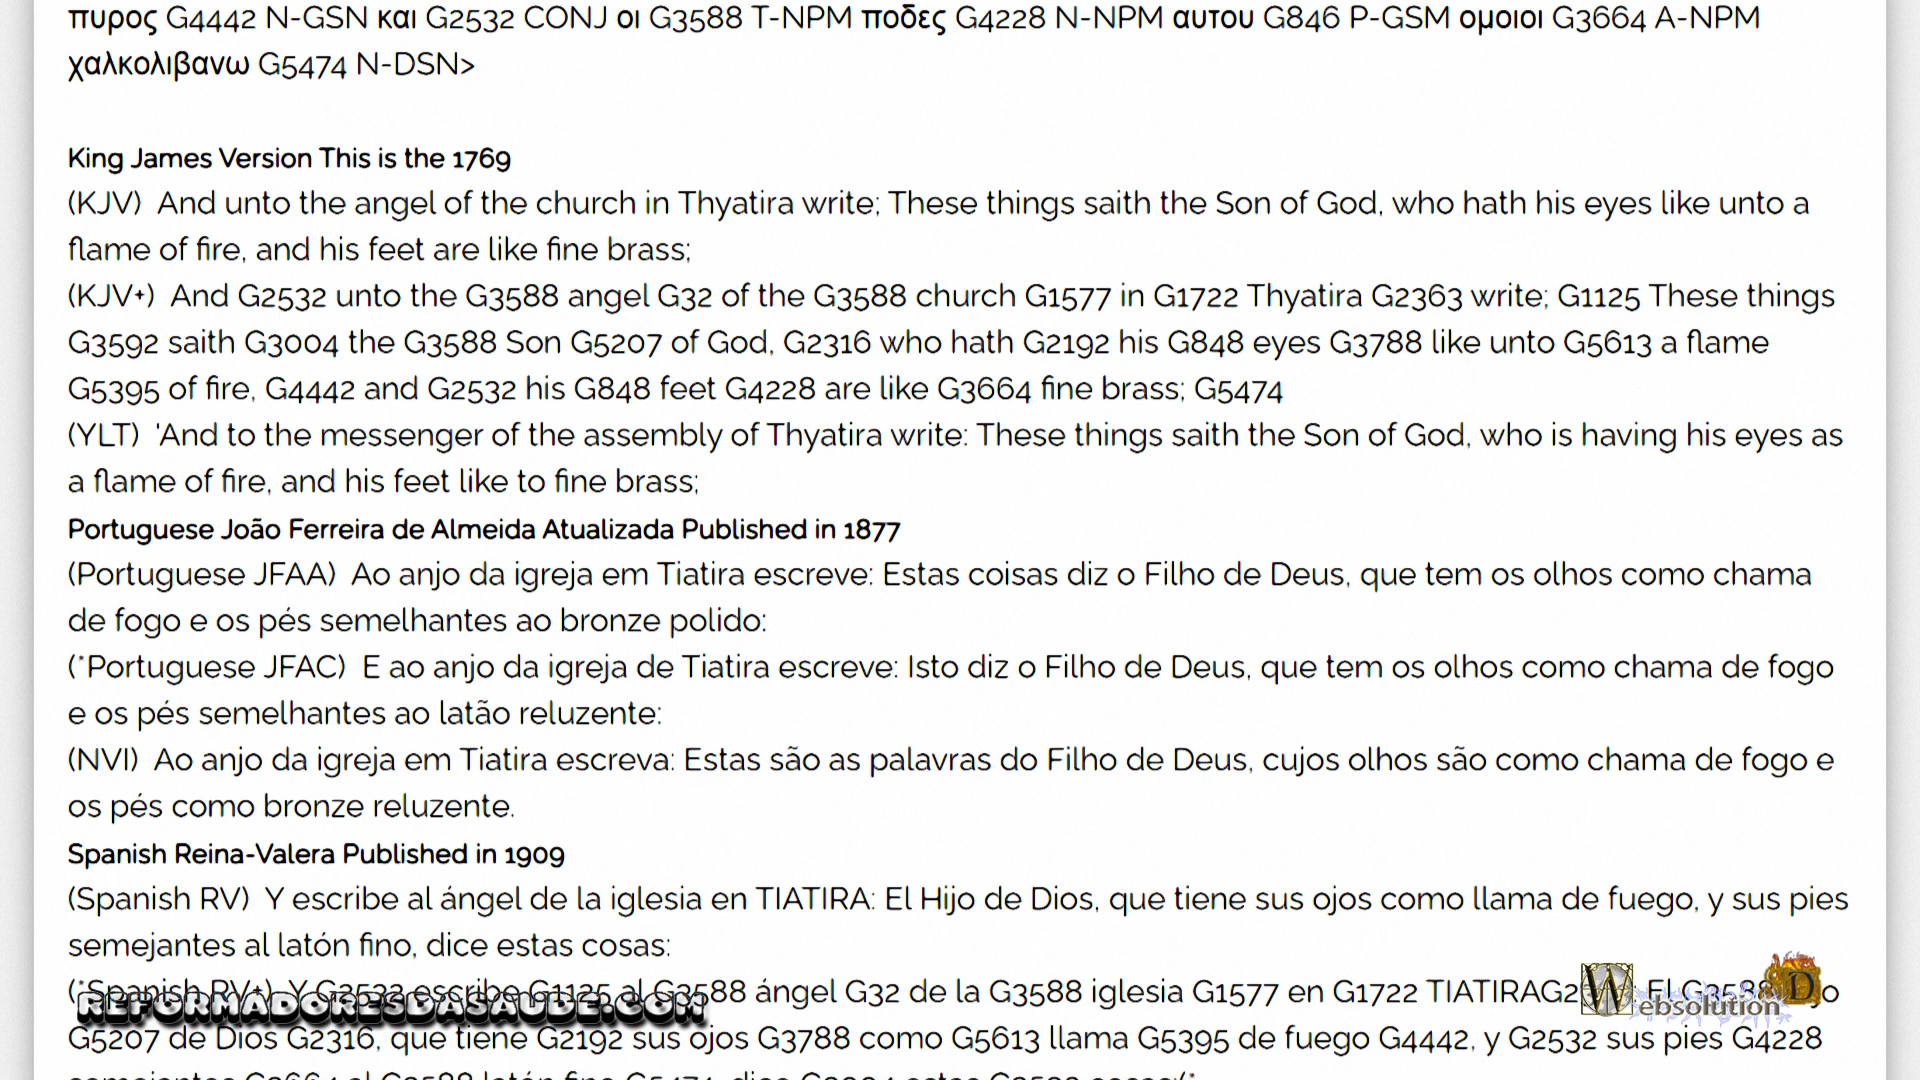 πυρος G4442 N-GSN και G2532 CONJ οι G3588 T-NPM ποδες G4228 N-NPM αυτου G846 P-GSM ομοιοι G3664 A-NPM
χαλκολιβανω G5474 N-DSN>
King James Version This is the 1769
(KJV) And unto the angel of the church in Thyatira write; These things saith the Son of God, who hath his eyes like unto a
flame of fire, and his feet are like fine brass;
(KJV+) And G2532 unto the G3588 angel G32 of the G3588 church G1577 in G1722 Thyatira G2363 write; G1125 These things
G3592 saith G3004 the G3588 Son G5207 of God, G2316 who hath G2192 his G848 eyes G3788 like unto G5613 a flame
G5395 of fire, G4442 and G2532 his G848 feet G4228 are like G3664 fine brass; G5474
(YLT) 'And to the messenger of the assembly of Thyatira write: These things saith the Son of God, who is having his eyes as
a flame of fire, and his feet like to fine brass;
Portuguese João Ferreira de Almeida Atualizada Published in 1877
(Portuguese JFAA) Ao anjo da igreja em Tiatira escreve: Estas coisas diz o Filho de Deus, que tem os olhos como chama
de fogo e os pés semelhantes ao bronze polido:
(*Portuguese JFAC) E ao anjo da igreja de Tiatira escreve: Isto diz o Filho de Deus, que tem os olhos como chama de fogo
e os pés semelhantes ao latão reluzente:
(NVI) Ao anjo da igreja em Tiatira escreva: Estas são as palavras do Filho de Deus, cujos olhos são como chama de fogo e
os pés como bronze reluzente.
Spanish Reina-Valera Published in 1909
(Spanish RV) Y escribe al ángel de la iglesia en TIATIRA: El Hijo de Dios, que tiene sus ojos como llama de fuego, y sus pies
semejantes al latón fino, dice estas cosas:
(*Spanish RV+) Y G2532 escribe G1125 al G3588 ángel G32 de la G3588 iglesia G1577 en G1722 El G3588
REFORMADORESDASAUDE.COM
Websolution D
G5207 de Dios G2316, que tiene G2192 sus ojos G3788 como G5613 llama G5395 de fuego G4442, y G2532 sus pies G4228